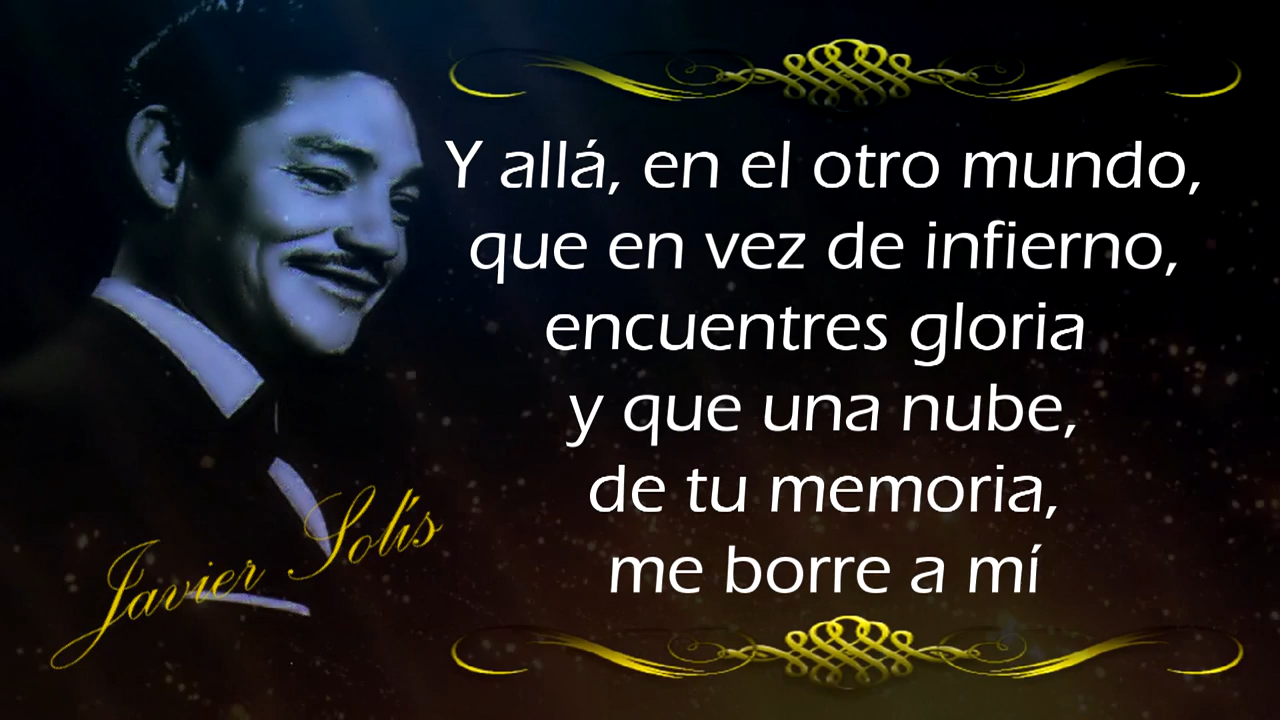 Y allá, en el otro mundo,
que en vez de infierno,
encuentres gloria
y que una nube,
de tu memoria,
me borre a mí
Javier Solís